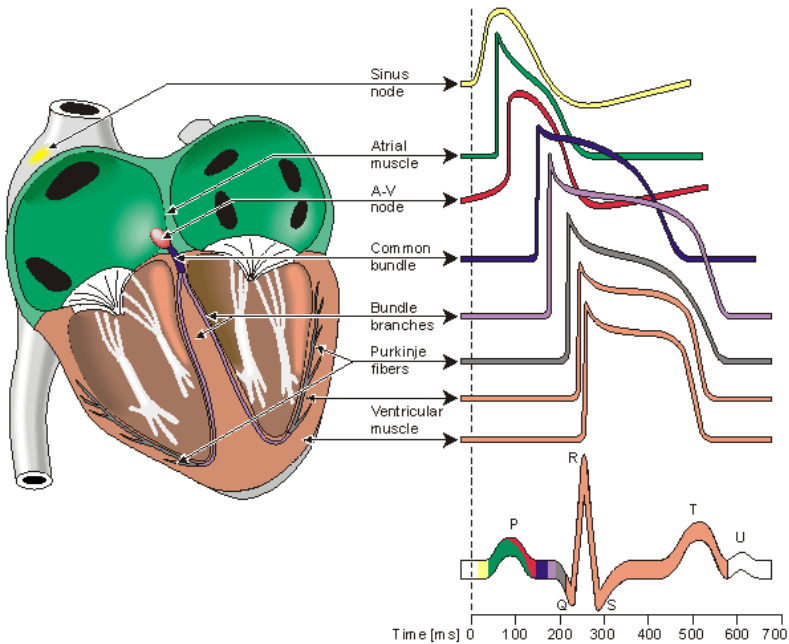 Sinus
node
Atrial
muscle
A-V
node
Common
bundle
Bundle
branches
Purkinje
fibers
Ventricular
muscle
R
P
T
U
Q
S
Time [ms]
0 100 200 300 400 500 600 700